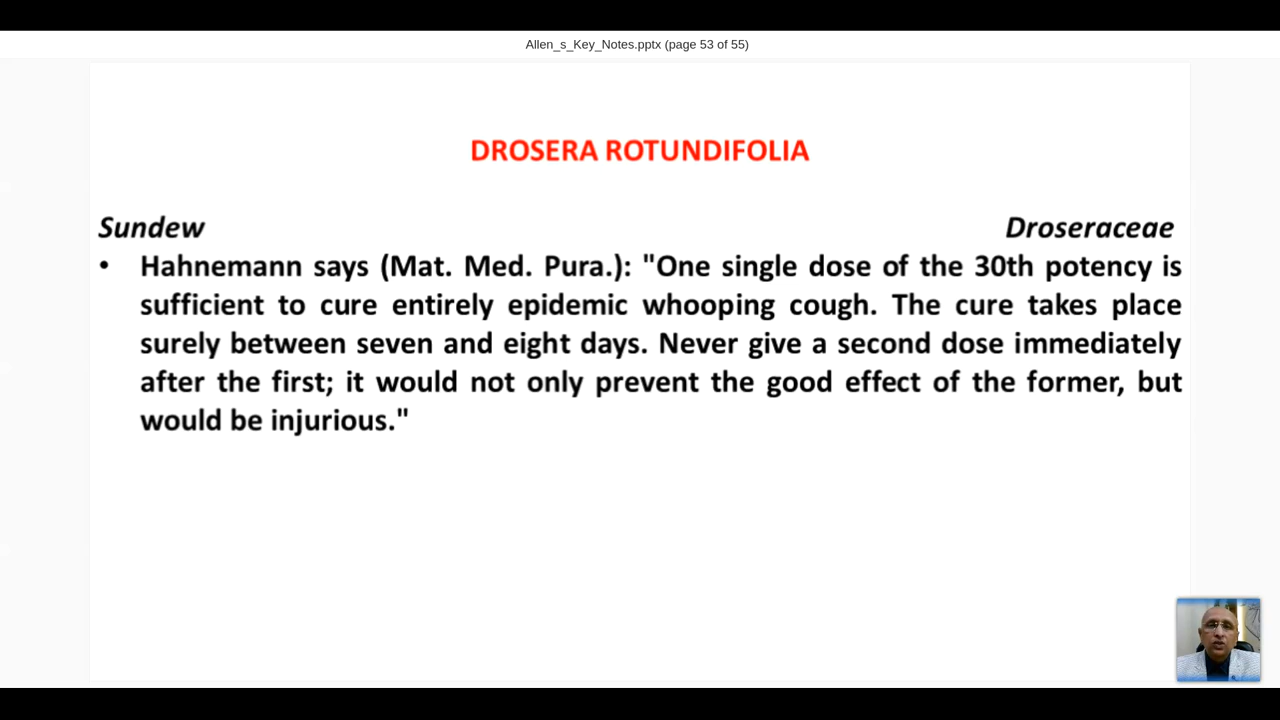 Allen_s_Key_Notes.pptx (page 53 of 55)
DROSERA ROTUNDIFOLIA
Sundew Droseraceae
• Hahnemann says (Mat. Med. Pura.): "One single dose of the 30th potency is
sufficient to cure entirely epidemic whooping cough. The cure takes place
surely between seven and eight days. Never give a second dose immediately
after the first; it would not only prevent the good effect of the former, but
would be injurious."